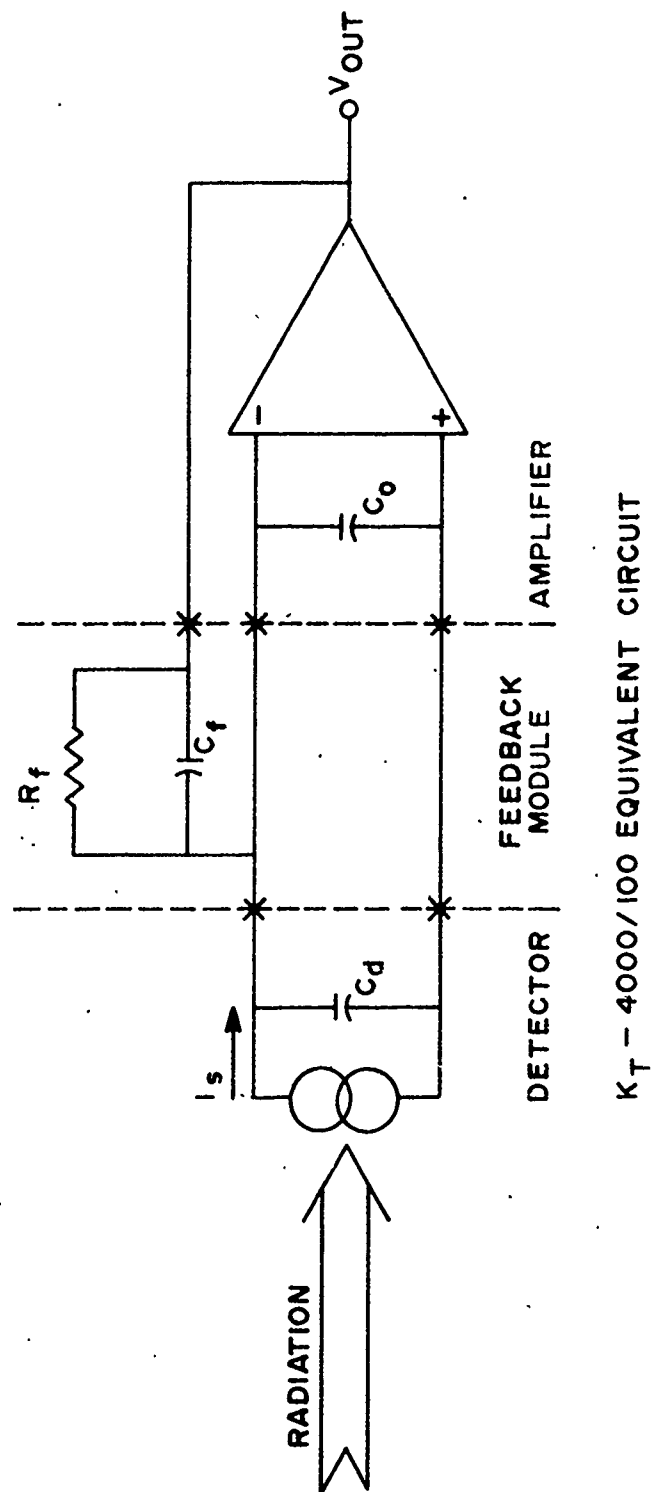 RADIATION
I_s
C_d
R_f
C_f
C_o
−
+
V_OUT
DETECTOR
FEEDBACK
MODULE
AMPLIFIER
K_T − 4000/100 EQUIVALENT CIRCUIT